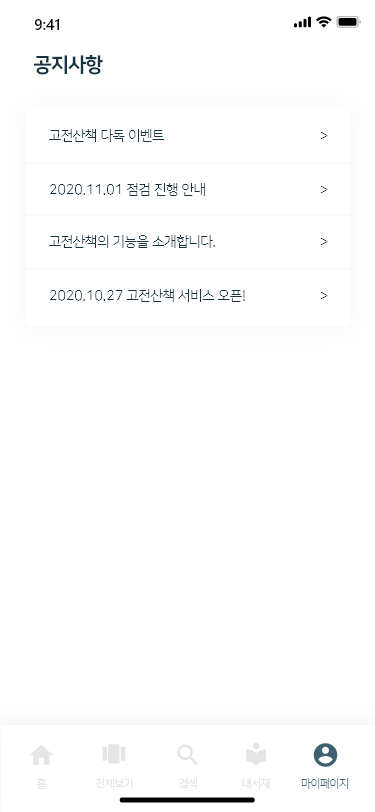 9:41
공지사항
고전산책 다독 이벤트 >
2020.11.01 점검 진행 안내 >
고전산책의 기능을 소개합니다. >
2020.10.27 고전산책 서비스 오픈! >
홈 전체보기 검색 내서재 마이페이지